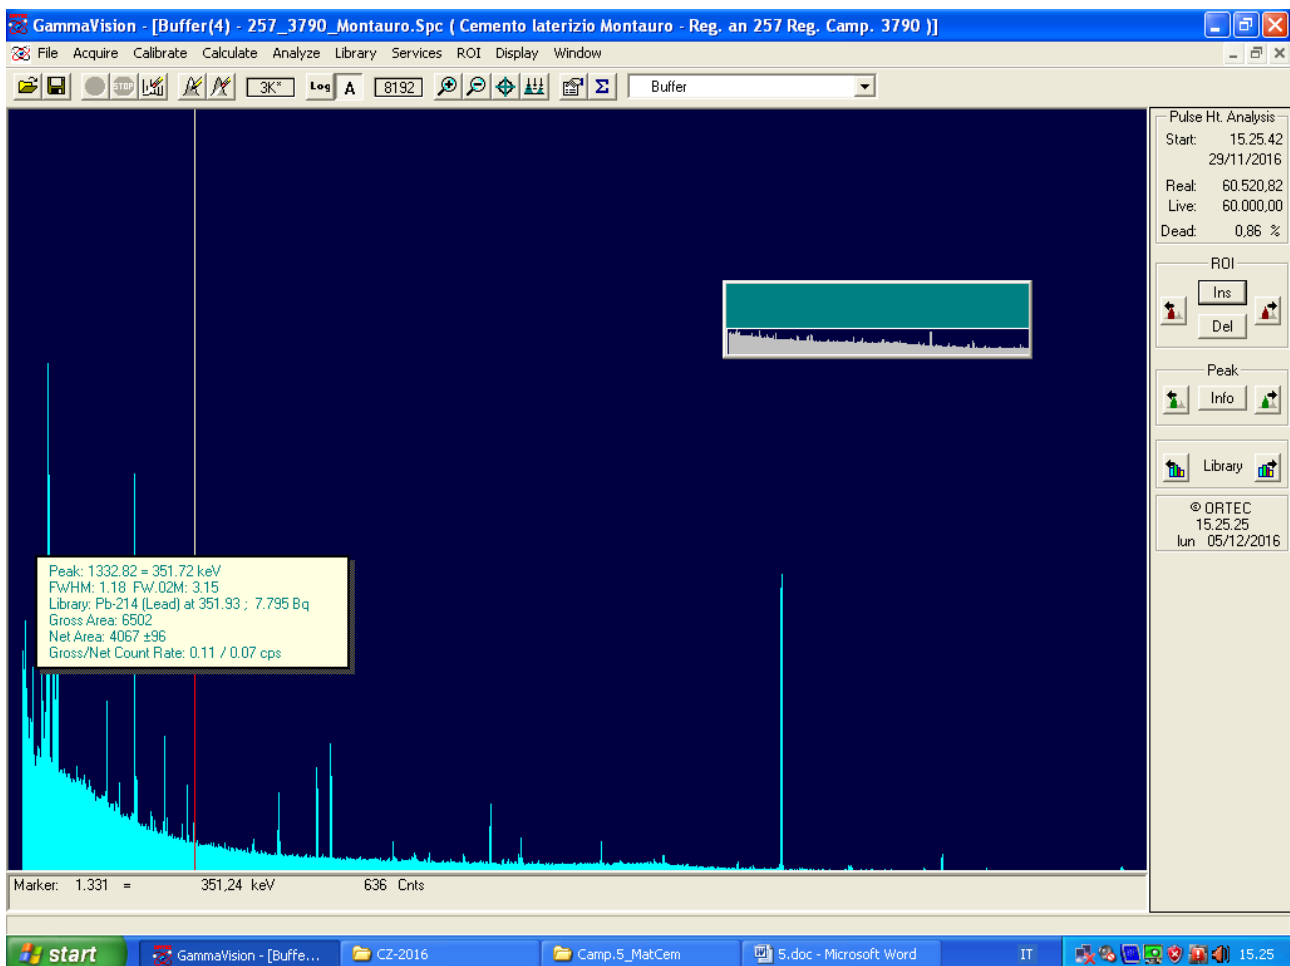 GammaVision - [Buffer(4) - 257_3790_Montauro.Spc ( Cemento laterizio Montauro - Reg. an 257 Reg. Camp. 3790 )]
File Acquire Calibrate Calculate Analyze Library Services ROI Display Window
STOP 3K* Log A 8192 Σ Buffer
Pulse Ht. Analysis
Start: 15.25.42
29/11/2016
Real: 60.520,82
Live: 60.000,00
Dead: 0,86 %
ROI
Ins
Del
Peak
Info
Library
© ORTEC
15.25.25
lun 05/12/2016
Peak: 1332.82 = 351.72 keV
FWHM: 1.18 FW.02M: 3.15
Library: Pb-214 (Lead) at 351.93 ; 7.795 Bq
Gross Area: 6502
Net Area: 4067 ±96
Gross/Net Count Rate: 0.11 / 0.07 cps
Marker: 1.331 = 351,24 keV 636 Cnts
start GammaVision - [Buffe... CZ-2016 Camp.5_MatCem 5.doc - Microsoft Word IT 15.25